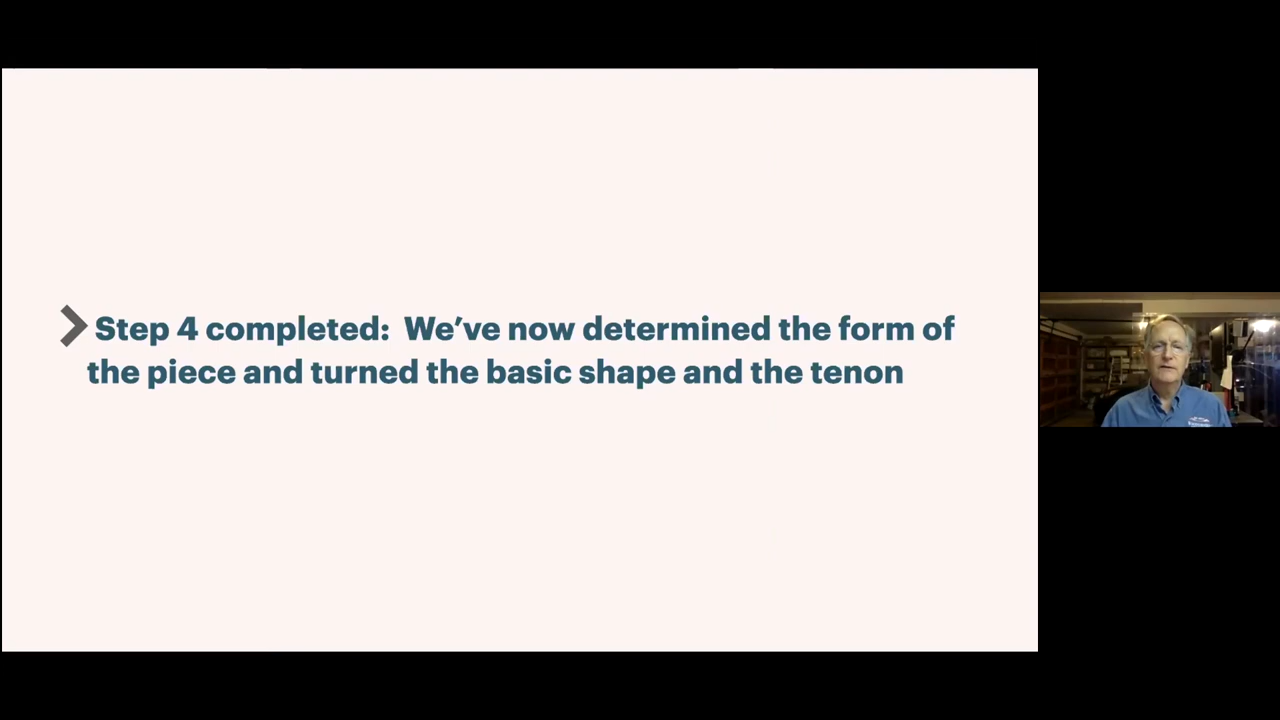 Step 4 completed:  We’ve now determined the form of
the piece and turned the basic shape and the tenon